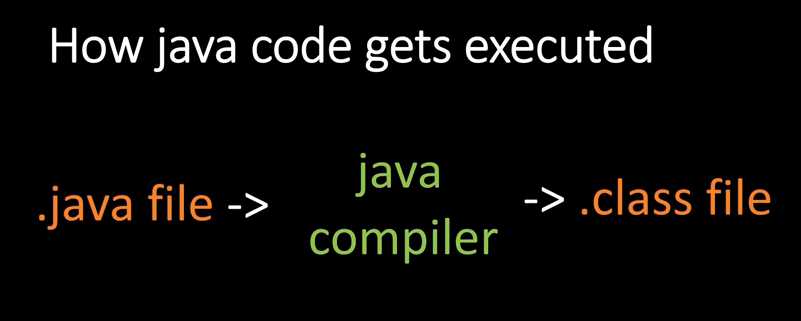 How java code gets executed
.java file -> java compiler -> .class file